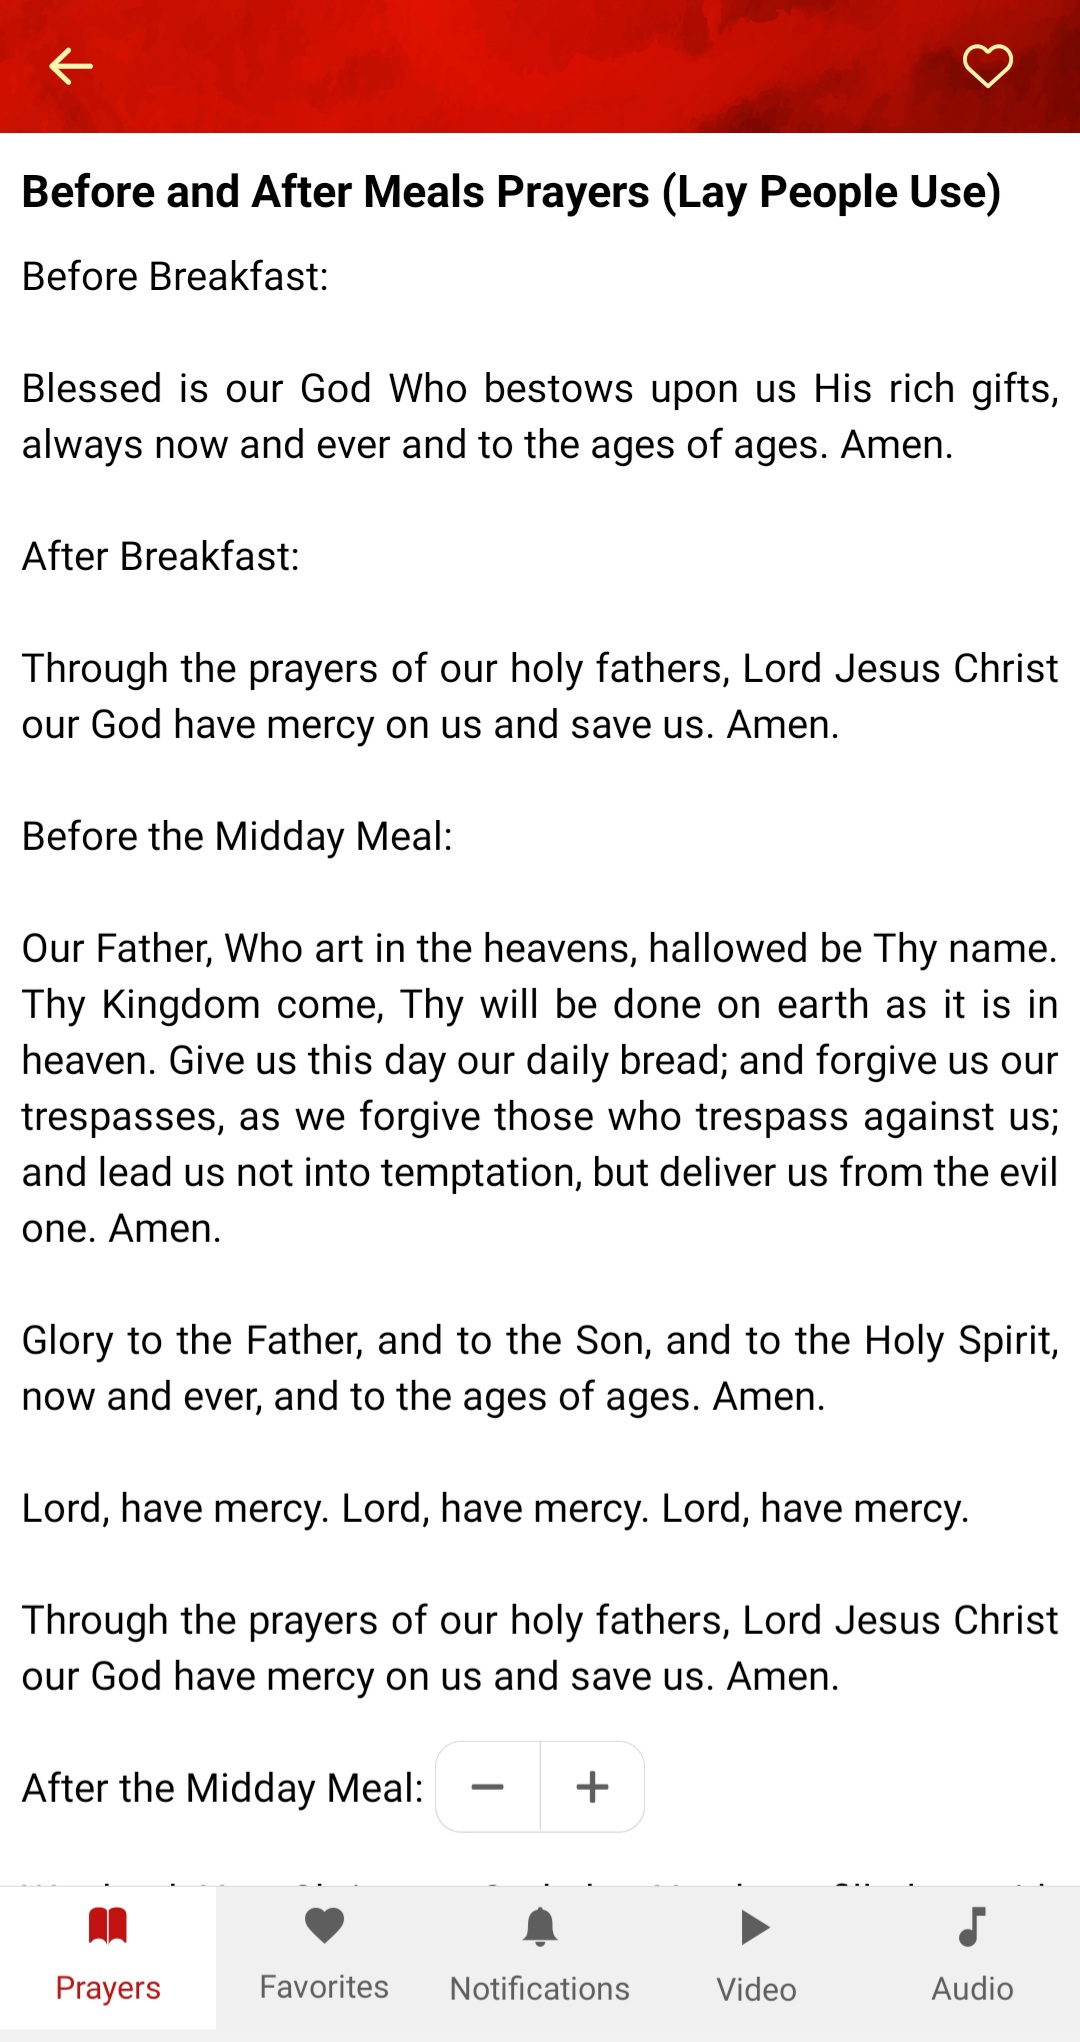 Before and After Meals Prayers (Lay People Use)
Before Breakfast:
Blessed is our God Who bestows upon us His rich gifts,
always now and ever and to the ages of ages. Amen.
After Breakfast:
Through the prayers of our holy fathers, Lord Jesus Christ
our God have mercy on us and save us. Amen.
Before the Midday Meal:
Our Father, Who art in the heavens, hallowed be Thy name.
Thy Kingdom come, Thy will be done on earth as it is in
heaven. Give us this day our daily bread; and forgive us our
trespasses, as we forgive those who trespass against us;
and lead us not into temptation, but deliver us from the evil
one. Amen.
Glory to the Father, and to the Son, and to the Holy Spirit,
now and ever, and to the ages of ages. Amen.
Lord, have mercy. Lord, have mercy. Lord, have mercy.
Through the prayers of our holy fathers, Lord Jesus Christ
our God have mercy on us and save us. Amen.
After the Midday Meal: − +
Prayers Favorites Notifications Video Audio